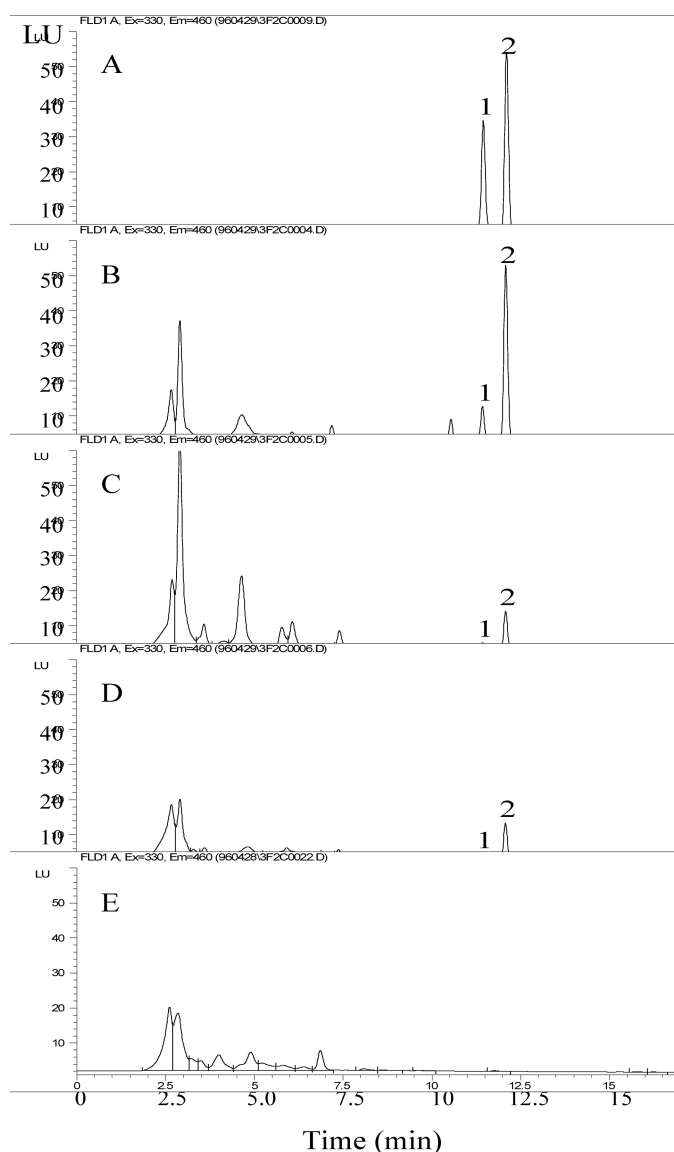 FLD1 A, Ex=330, Em=460 (960429\3F2C0009.D)
LU
LU
A
1
2
50
40
30
20
10
FLD1 A, Ex=330, Em=460 (960429\3F2C0004.D)
LU
B
1
2
50
40
30
20
10
FLD1 A, Ex=330, Em=460 (960429\3F2C0005.D)
LU
C
1
2
50
40
30
20
10
FLD1 A, Ex=330, Em=460 (960429\3F2C0006.D)
LU
D
1
2
50
40
30
20
10
FLD1 A, Ex=330, Em=460 (960428\3F2C0022.D)
LU
E
50
40
30
20
10
0
0 2.5 5 7.5 10 12.5 15
0 2.5 5.0 7.5 10 12.5 15
Time (min)